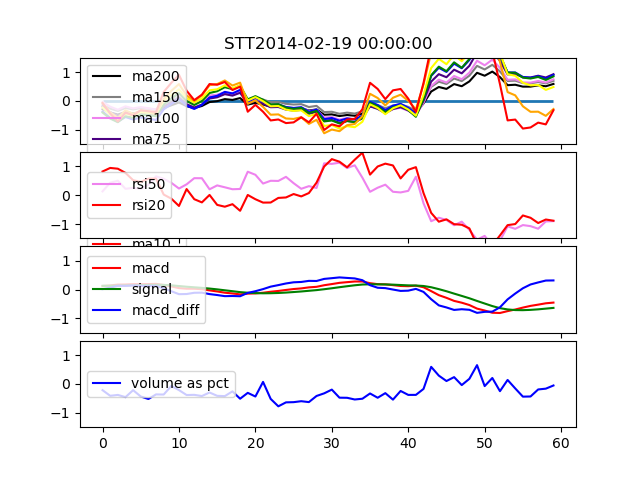 STT2014-02-19 00:00:00
1
0
−1
ma200
ma150
ma100
ma75
1
0
−1
rsi50
rsi20
ma10
1
0
−1
macd
signal
macd_diff
1
0
−1
volume as pct
0 10 20 30 40 50 60